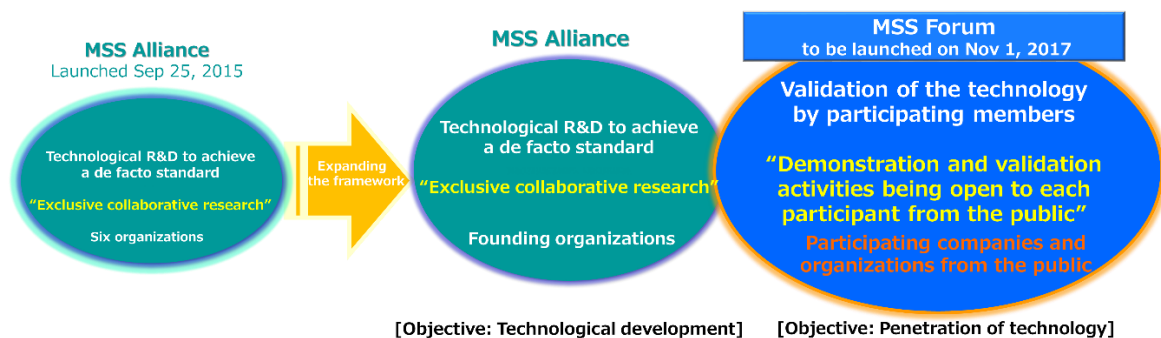 MSS Alliance
Launched Sep 25, 2015
Technological R&D to achieve
a de facto standard
“Exclusive collaborative research”
Six organizations
Expanding
the framework
MSS Alliance
Technological R&D to achieve
a de facto standard
“Exclusive collaborative research”
Founding organizations
[Objective: Technological development]
MSS Forum
to be launched on Nov 1, 2017
Validation of the technology
by participating members
“Demonstration and validation
activities being open to each
participant from the public”
Participating companies and
organizations from the public
[Objective: Penetration of technology]